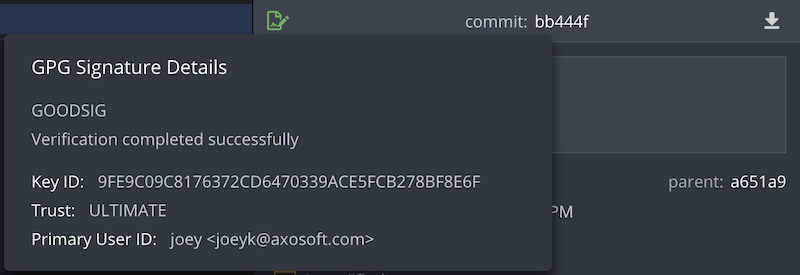 commit: bb444f
GPG Signature Details
GOODSIG
Verification completed successfully
Key ID: 9FE9C09C8176372CD6470339ACE5FCB278BF8E6F
parent: a651a9
Trust: ULTIMATE
PM
Primary User ID: joey <joeyk@axosoft.com>